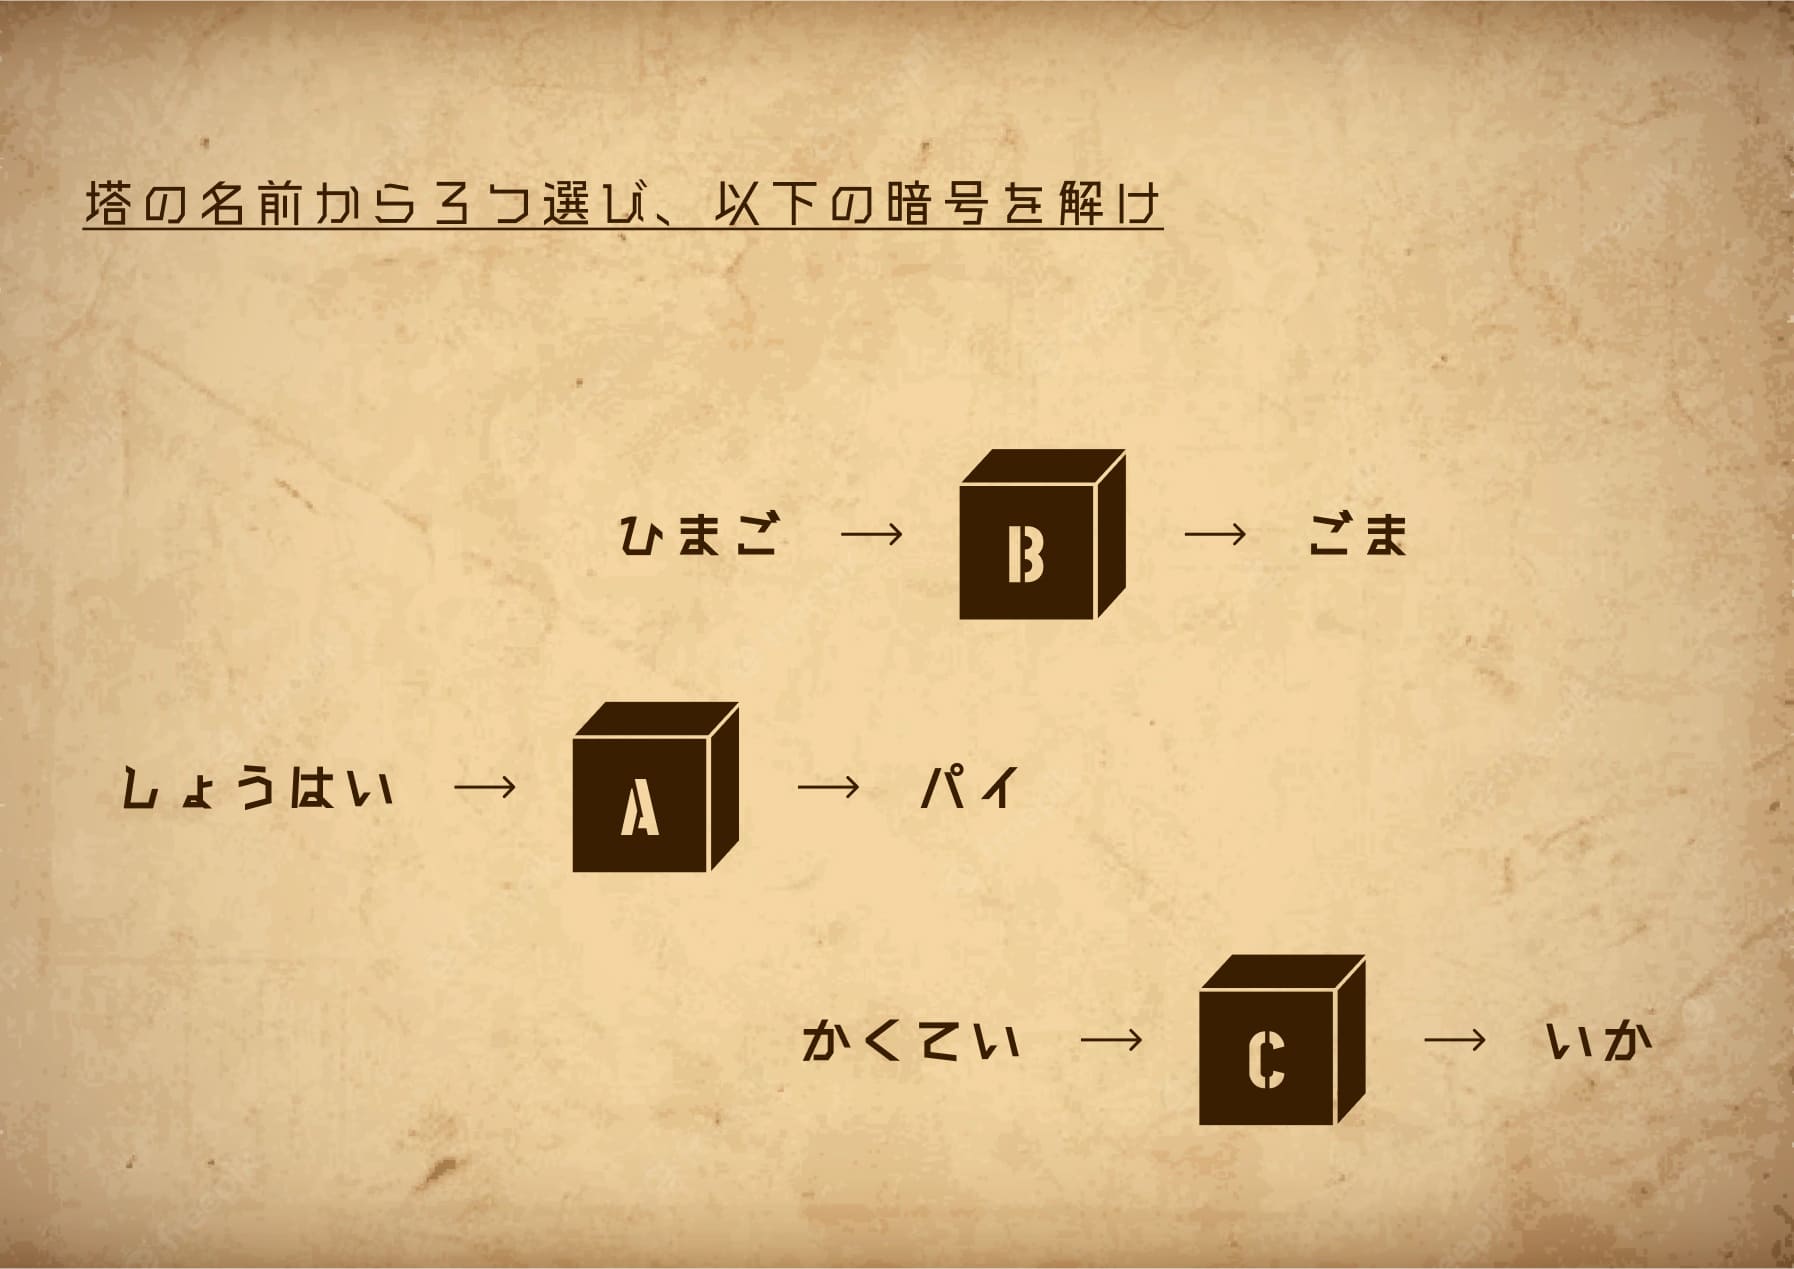 塔の名前から3つ選び、以下の暗号を解け
ひまご → B → ごま
しょうはい → A → パイ
かくてい → C → いか